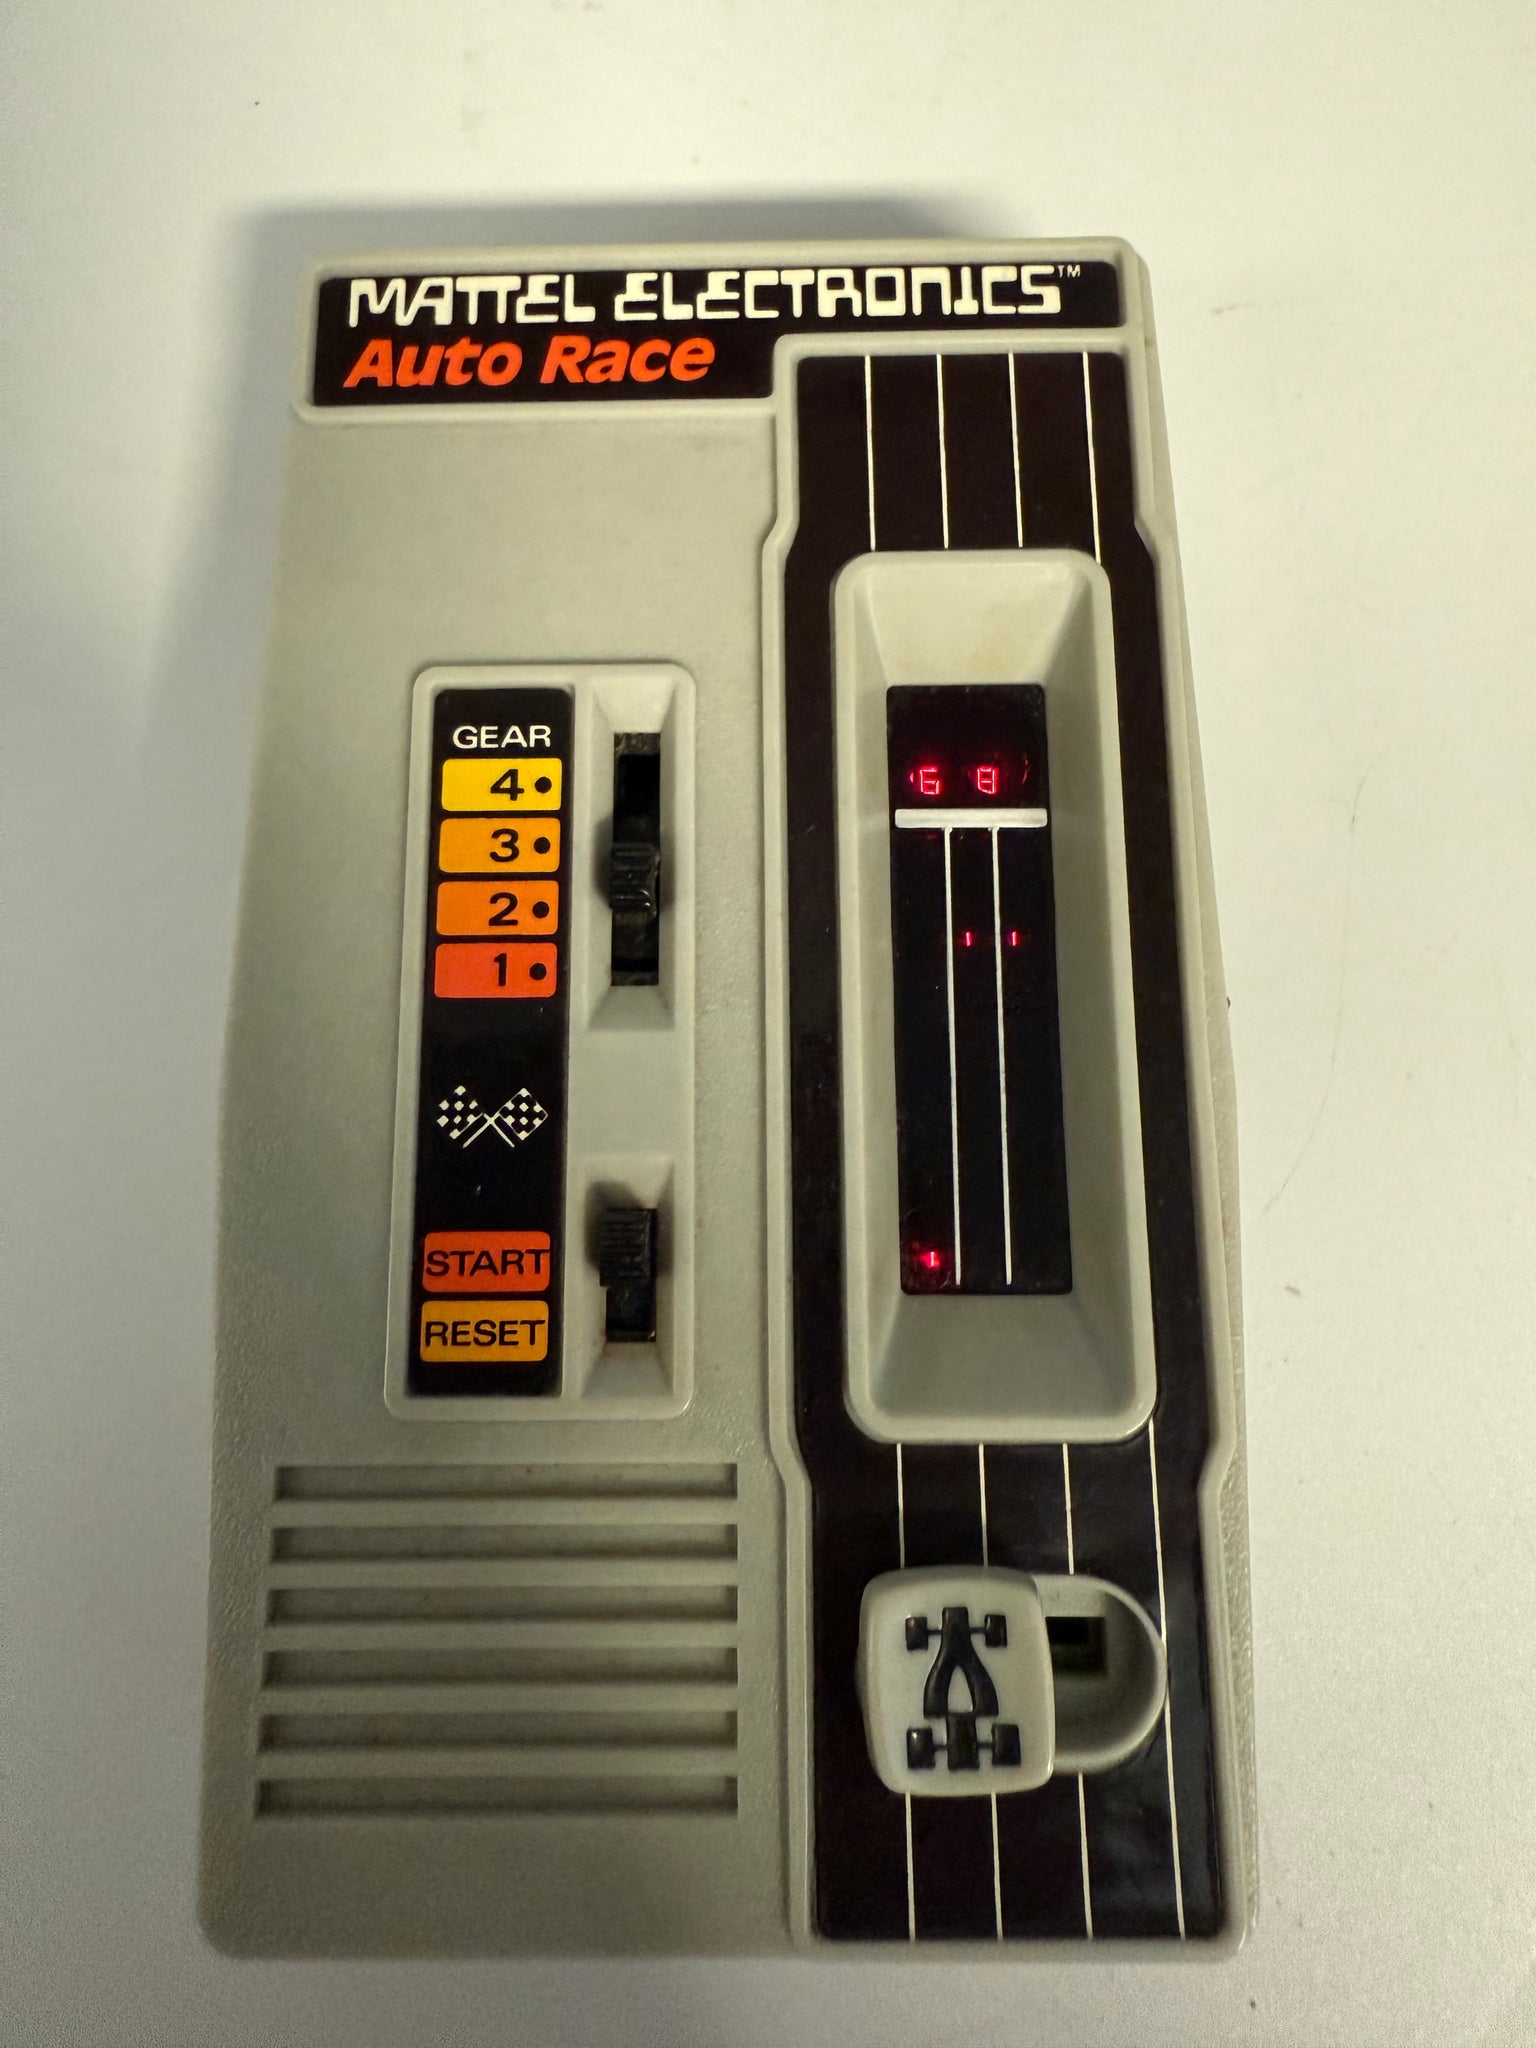 MATTEL ELECTRONICS™
Auto Race
GEAR
4
3
2
1
START
RESET